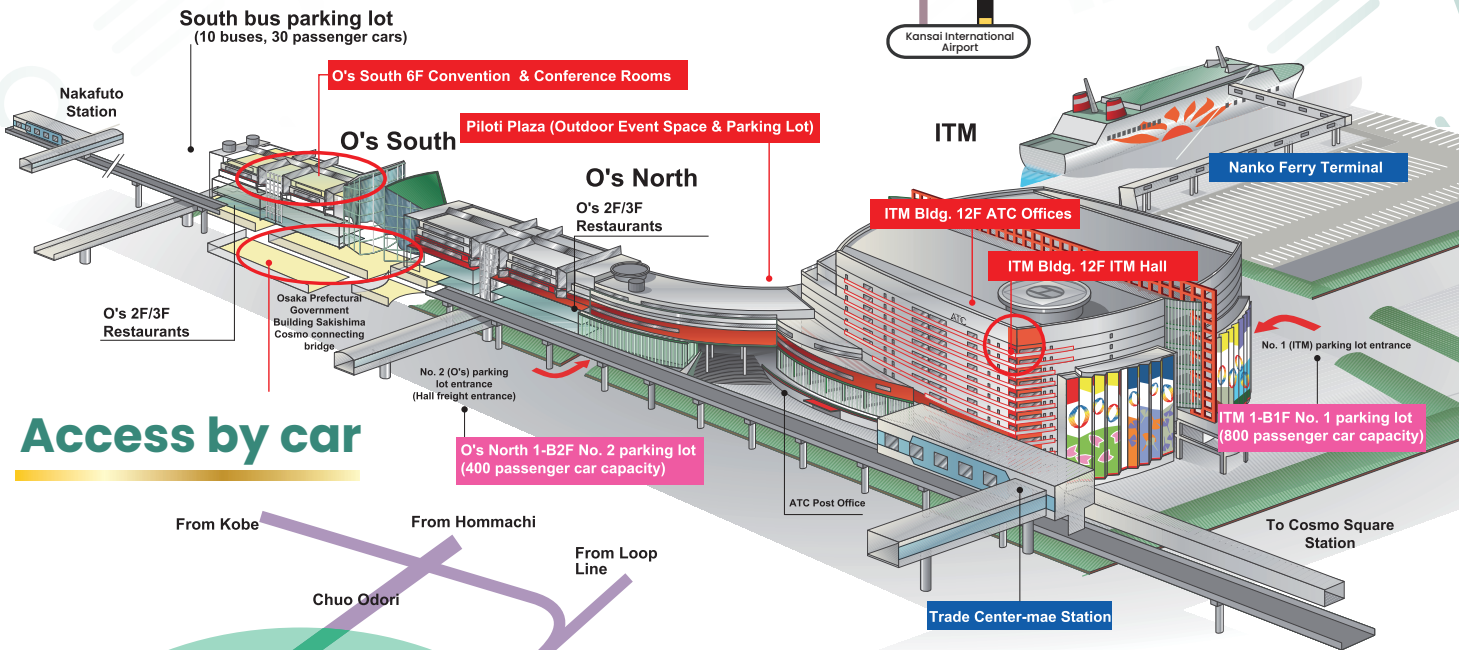 South bus parking lot
(10 buses, 30 passenger cars)
Kansai International
Airport
Nakafuto
Station
O's South 6F Convention & Conference Rooms
O's South
Piloti Plaza (Outdoor Event Space & Parking Lot)
ITM
Nanko Ferry Terminal
O's North
O's 2F/3F
Restaurants
ITM Bldg. 12F ATC Offices
ITM Bldg. 12F ITM Hall
ATC
O's 2F/3F
Restaurants
Osaka Prefectural
Government
Building Sakishima
Cosmo connecting
bridge
No. 1 (ITM) parking lot entrance
No. 2 (O's) parking
lot entrance
(Hall freight entrance)
ITM 1-B1F No. 1 parking lot
(800 passenger car capacity)
Access by car
O's North 1-B2F No. 2 parking lot
(400 passenger car capacity)
ATC Post Office
From Kobe
From Hommachi
To Cosmo Square
Station
From Loop
Line
Chuo Odori
Trade Center-mae Station